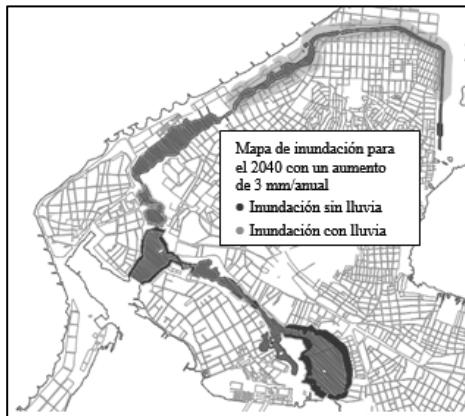 Mapa de inundación para
el 2040 con un aumento
de 3 mm/anual
Inundación sin lluvia
Inundación con lluvia